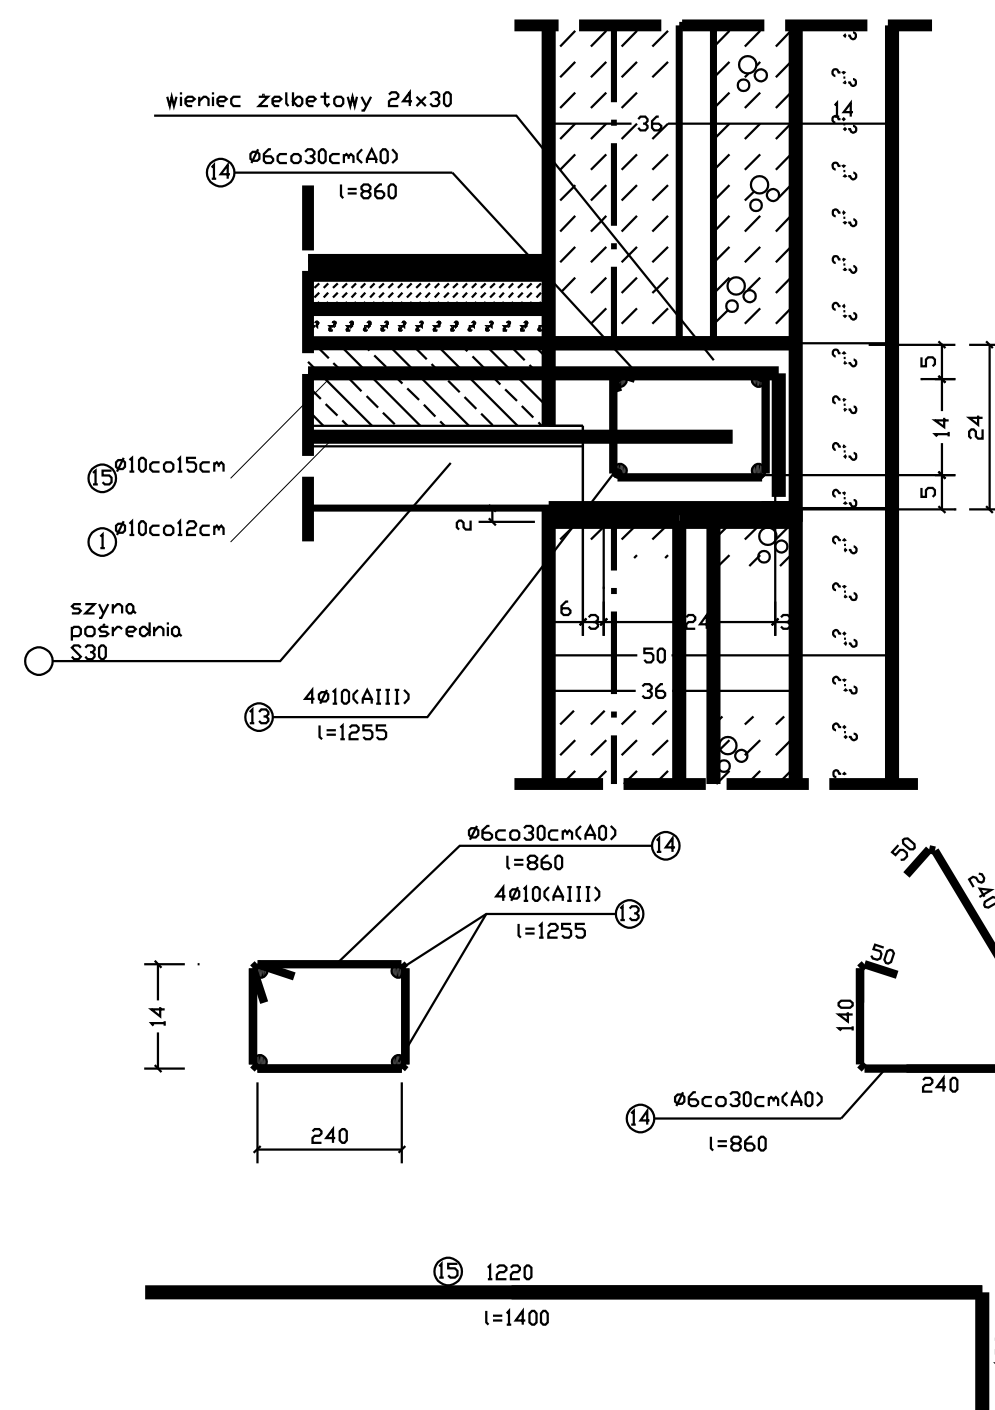 wieniec żelbetowy 24x30
14
36
14
ø6co30cm(A0)
l=860
5
14
24
5
15
ø10co15cm
1
ø10co12cm
2
szyna
pośrednia
S30
6
3
24
3
50
36
13
4ø10(AIII)
l=1255
ø6co30cm(A0)
14
l=860
4ø10(AIII)
13
l=1255
50
240
50
14
140
240
ø6co30cm(A0)
14
l=860
240
15
1220
l=1400